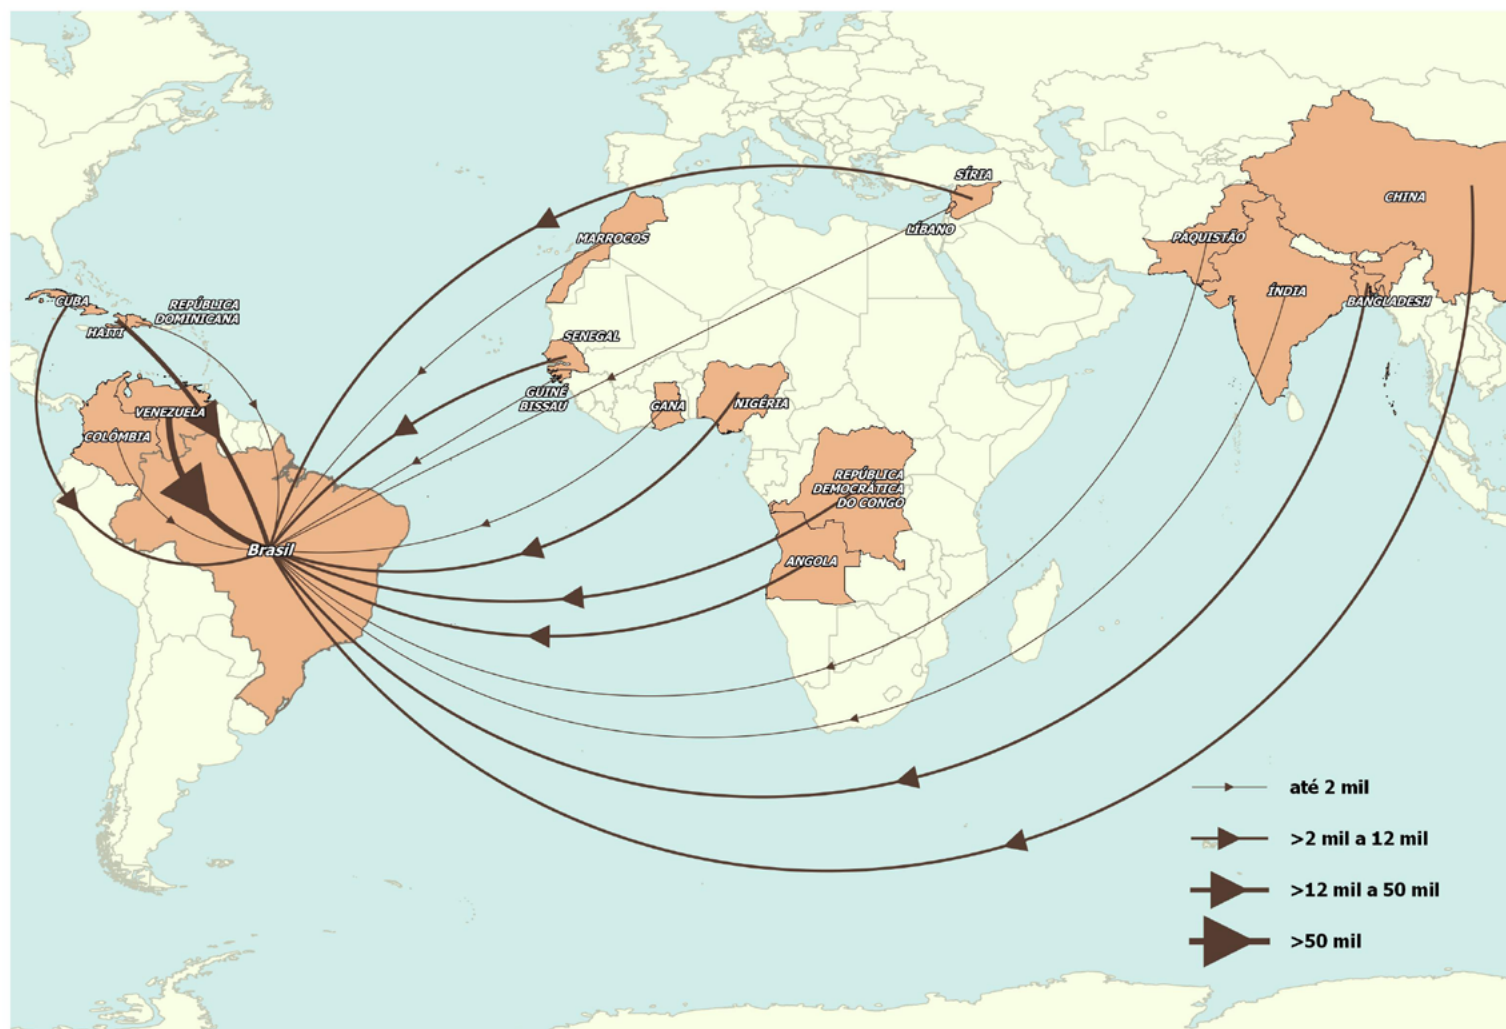 SÍRIA
CHINA
LÍBANO
MARROCOS
PAQUISTÃO
ÍNDIA
BANGLADESH
CUBA
REPÚBLICA
DOMINICANA
HAITI
SENEGAL
GUINÉ
BISSAU
GANA
NIGÉRIA
VENEZUELA
COLÔMBIA
REPÚBLICA
DEMOCRÁTICA
DO CONGO
Brasil
ANGOLA
até 2 mil
>2 mil a 12 mil
>12 mil a 50 mil
>50 mil